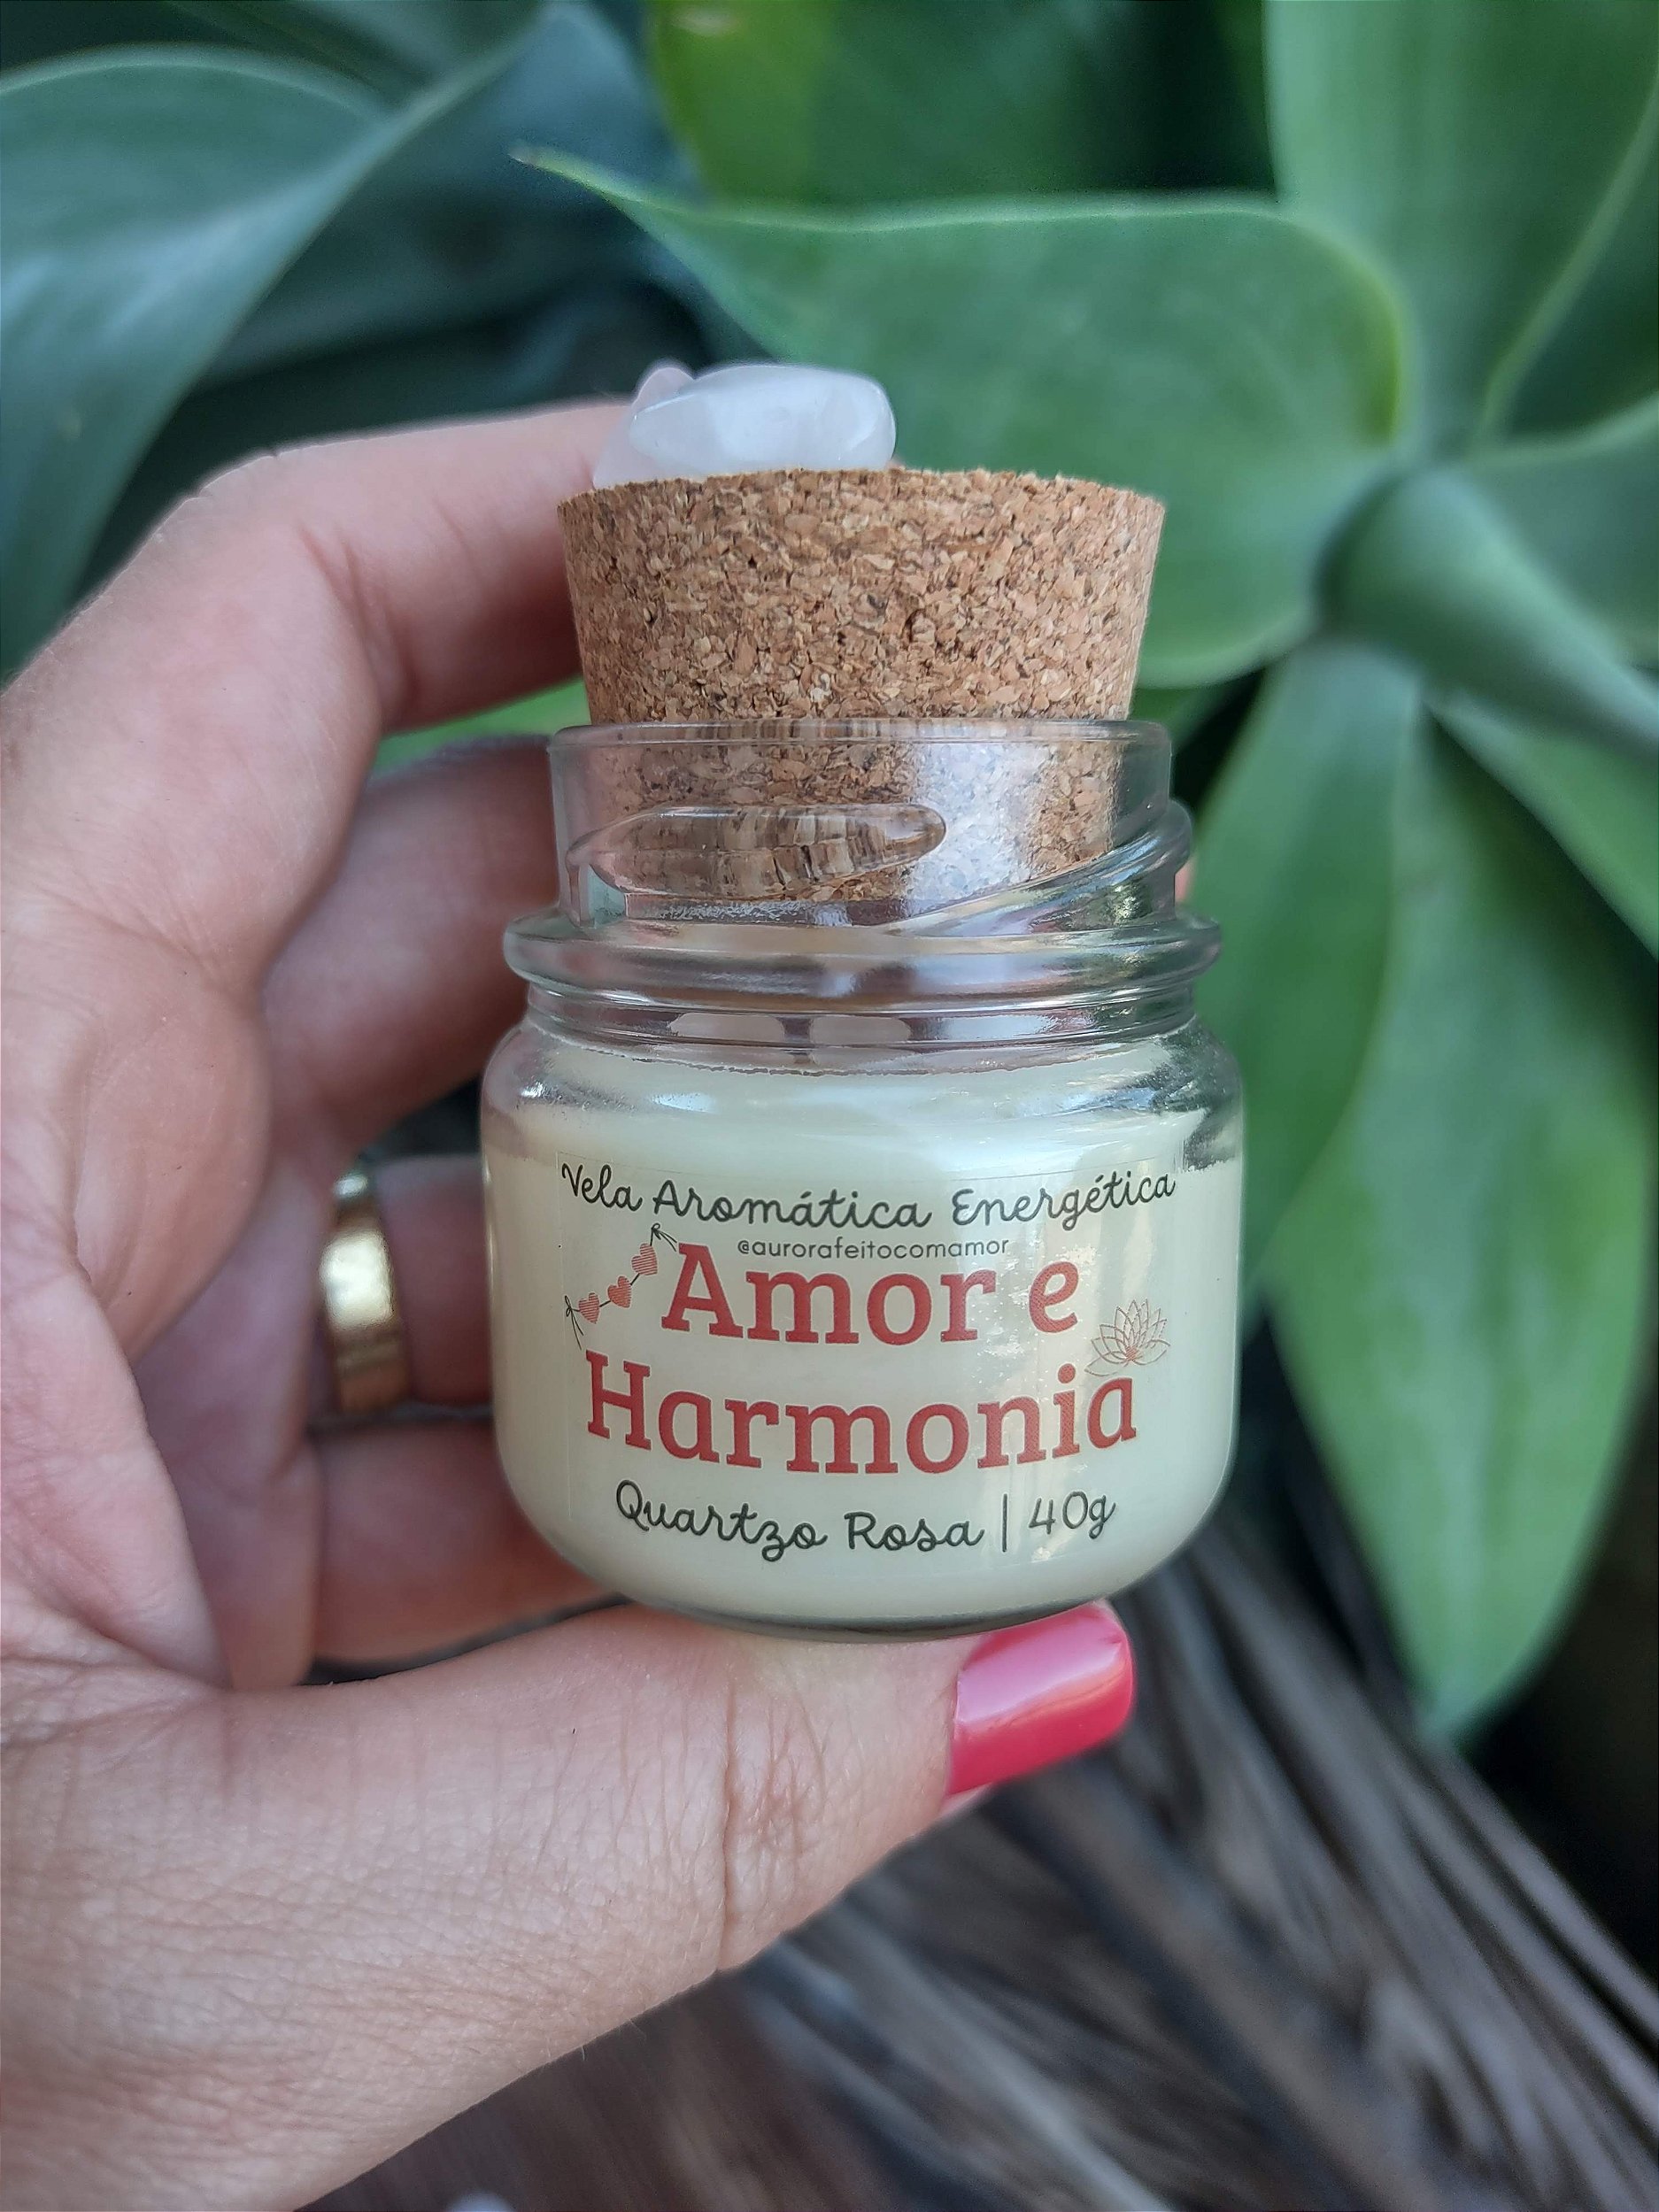 Vela Aromática Energética
@aurorafeitocomamor
Amor e
Harmonia
Quartzo Rosa | 40g